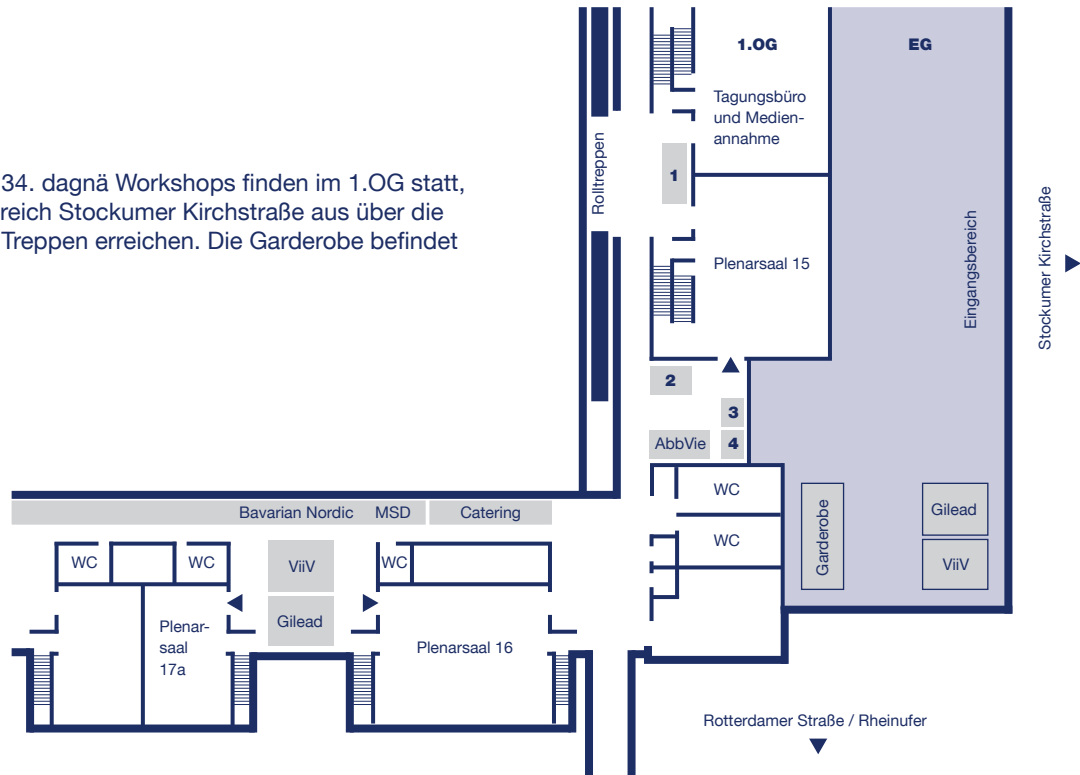 1.OG
EG
Tagungsbüro
und Medien-
annahme
Rolltreppen
1
34. dagnä Workshops finden im 1.OG statt,
reich Stockumer Kirchstraße aus über die
Treppen erreichen. Die Garderobe befindet
Plenarsaal 15
Eingangsbereich
Stockumer Kirchstraße
2
3
AbbVie
4
WC
WC
Garderobe
Gilead
ViiV
Bavarian Nordic
MSD
Catering
WC
WC
ViiV
WC
Gilead
Plenar-
saal
17a
Plenarsaal 16
Rotterdamer Straße / Rheinufer